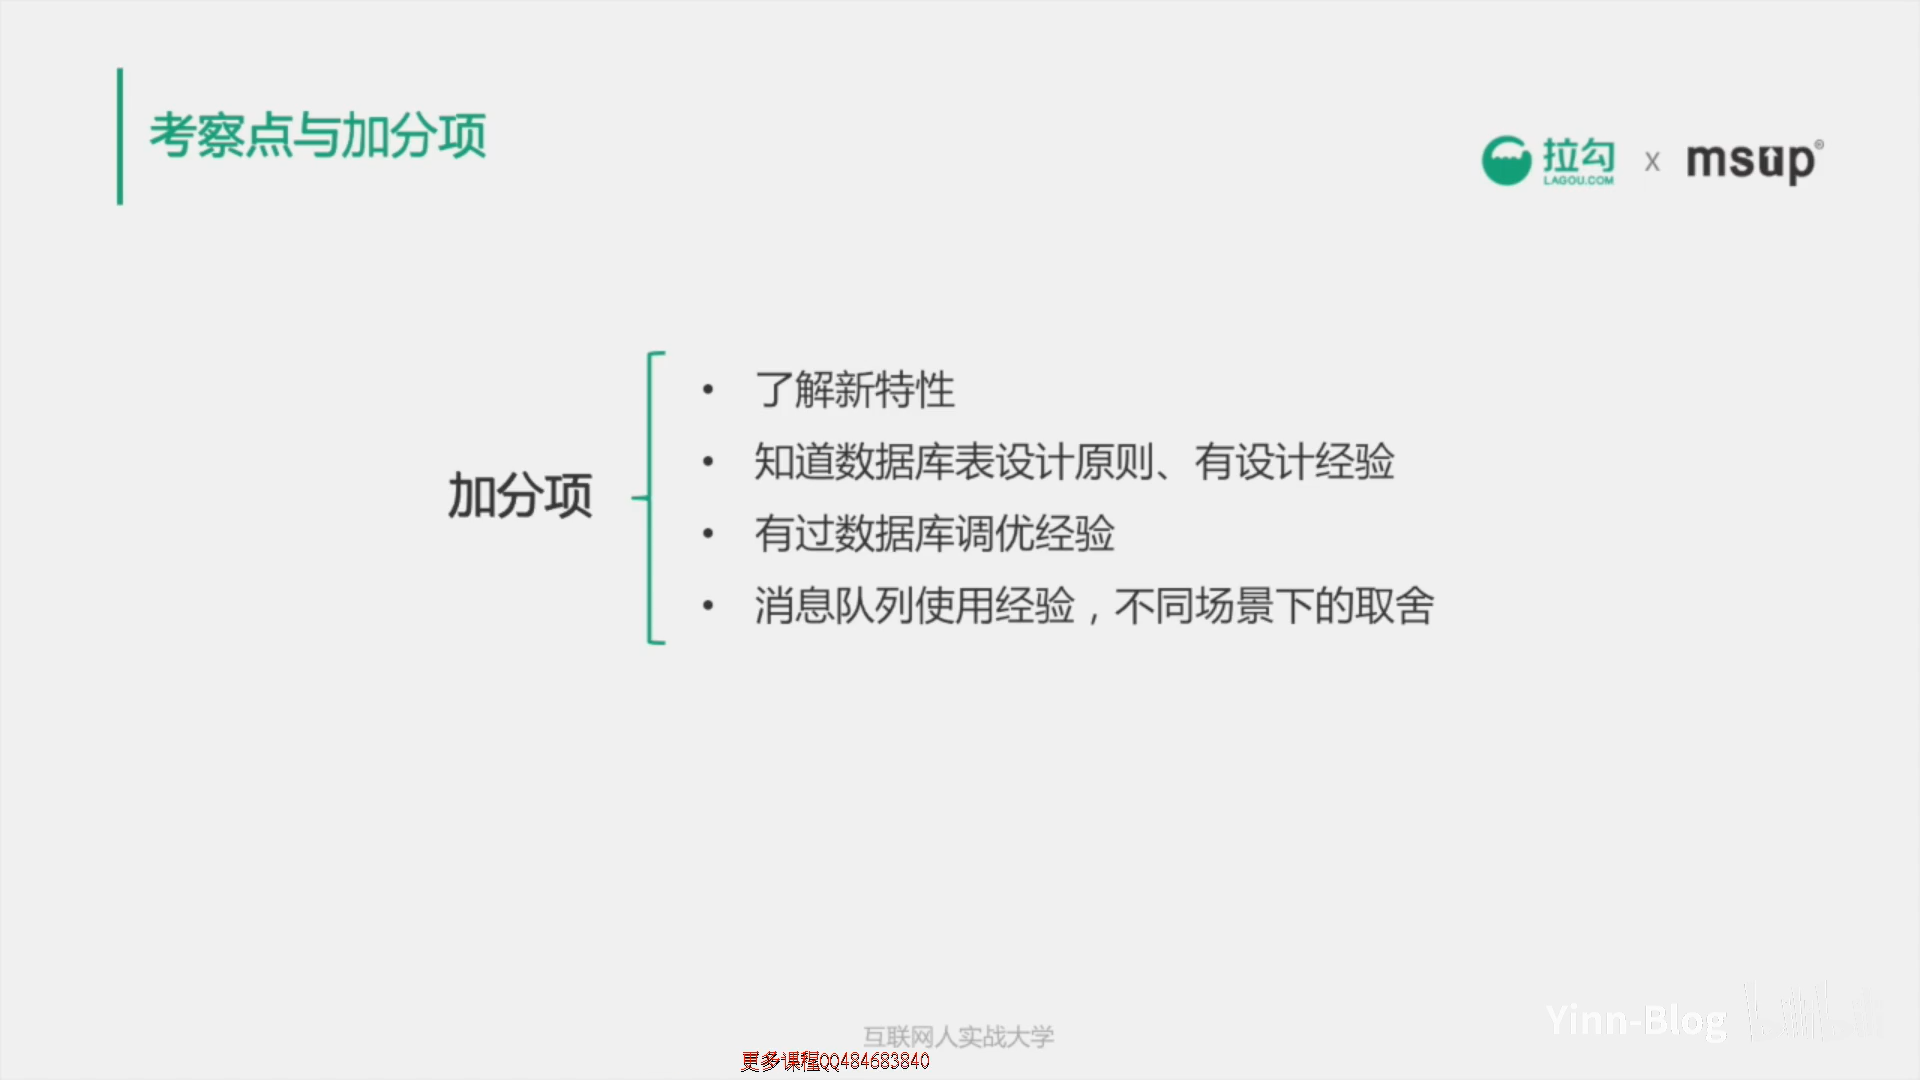 考察点与加分项
拉勾
LAGOU.COM
x
msup®
加分项
• 了解新特性
• 知道数据库表设计原则、有设计经验
• 有过数据库调优经验
• 消息队列使用经验，不同场景下的取舍
Yinn-Blog
互联网人实战大学
更多课程QQ484683840